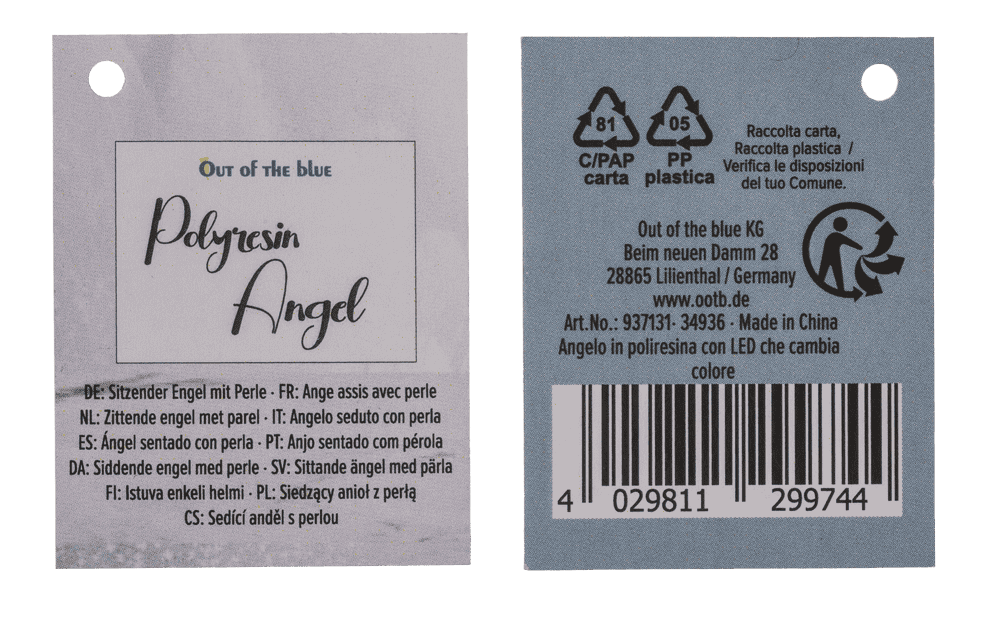 Out of the blue
Polyresin
Angel
DE: Sitzender Engel mit Perle · FR: Ange assis avec perle
NL: Zittende engel met parel · IT: Angelo seduto con perla
ES: Ángel sentado con perla · PT: Anjo sentado com pérola
DA: Siddende engel med perle · SV: Sittande ängel med pärla
FI: Istuva enkeli helmi · PL: Siedzący anioł z perłą
CS: Sedící anděl s perlou
81 05
C/PAP PP
carta plastica
Raccolta carta,
Raccolta plastica /
Verifica le disposizioni
del tuo Comune.
Out of the blue KG
Beim neuen Damm 28
28865 Lilienthal / Germany
www.ootb.de
Art.No.: 937131· 34936 · Made in China
Angelo in poliresina con LED che cambia
colore
4 029811 299744